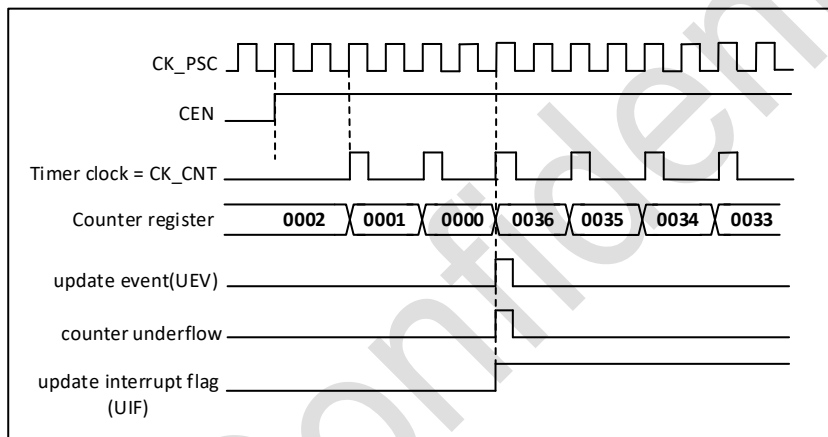 CK_PSC
CEN
Timer clock = CK_CNT
Counter register 0002 0001 0000 0036 0035 0034 0033
update event(UEV)
counter underflow
update interrupt flag
(UIF)
Confiden